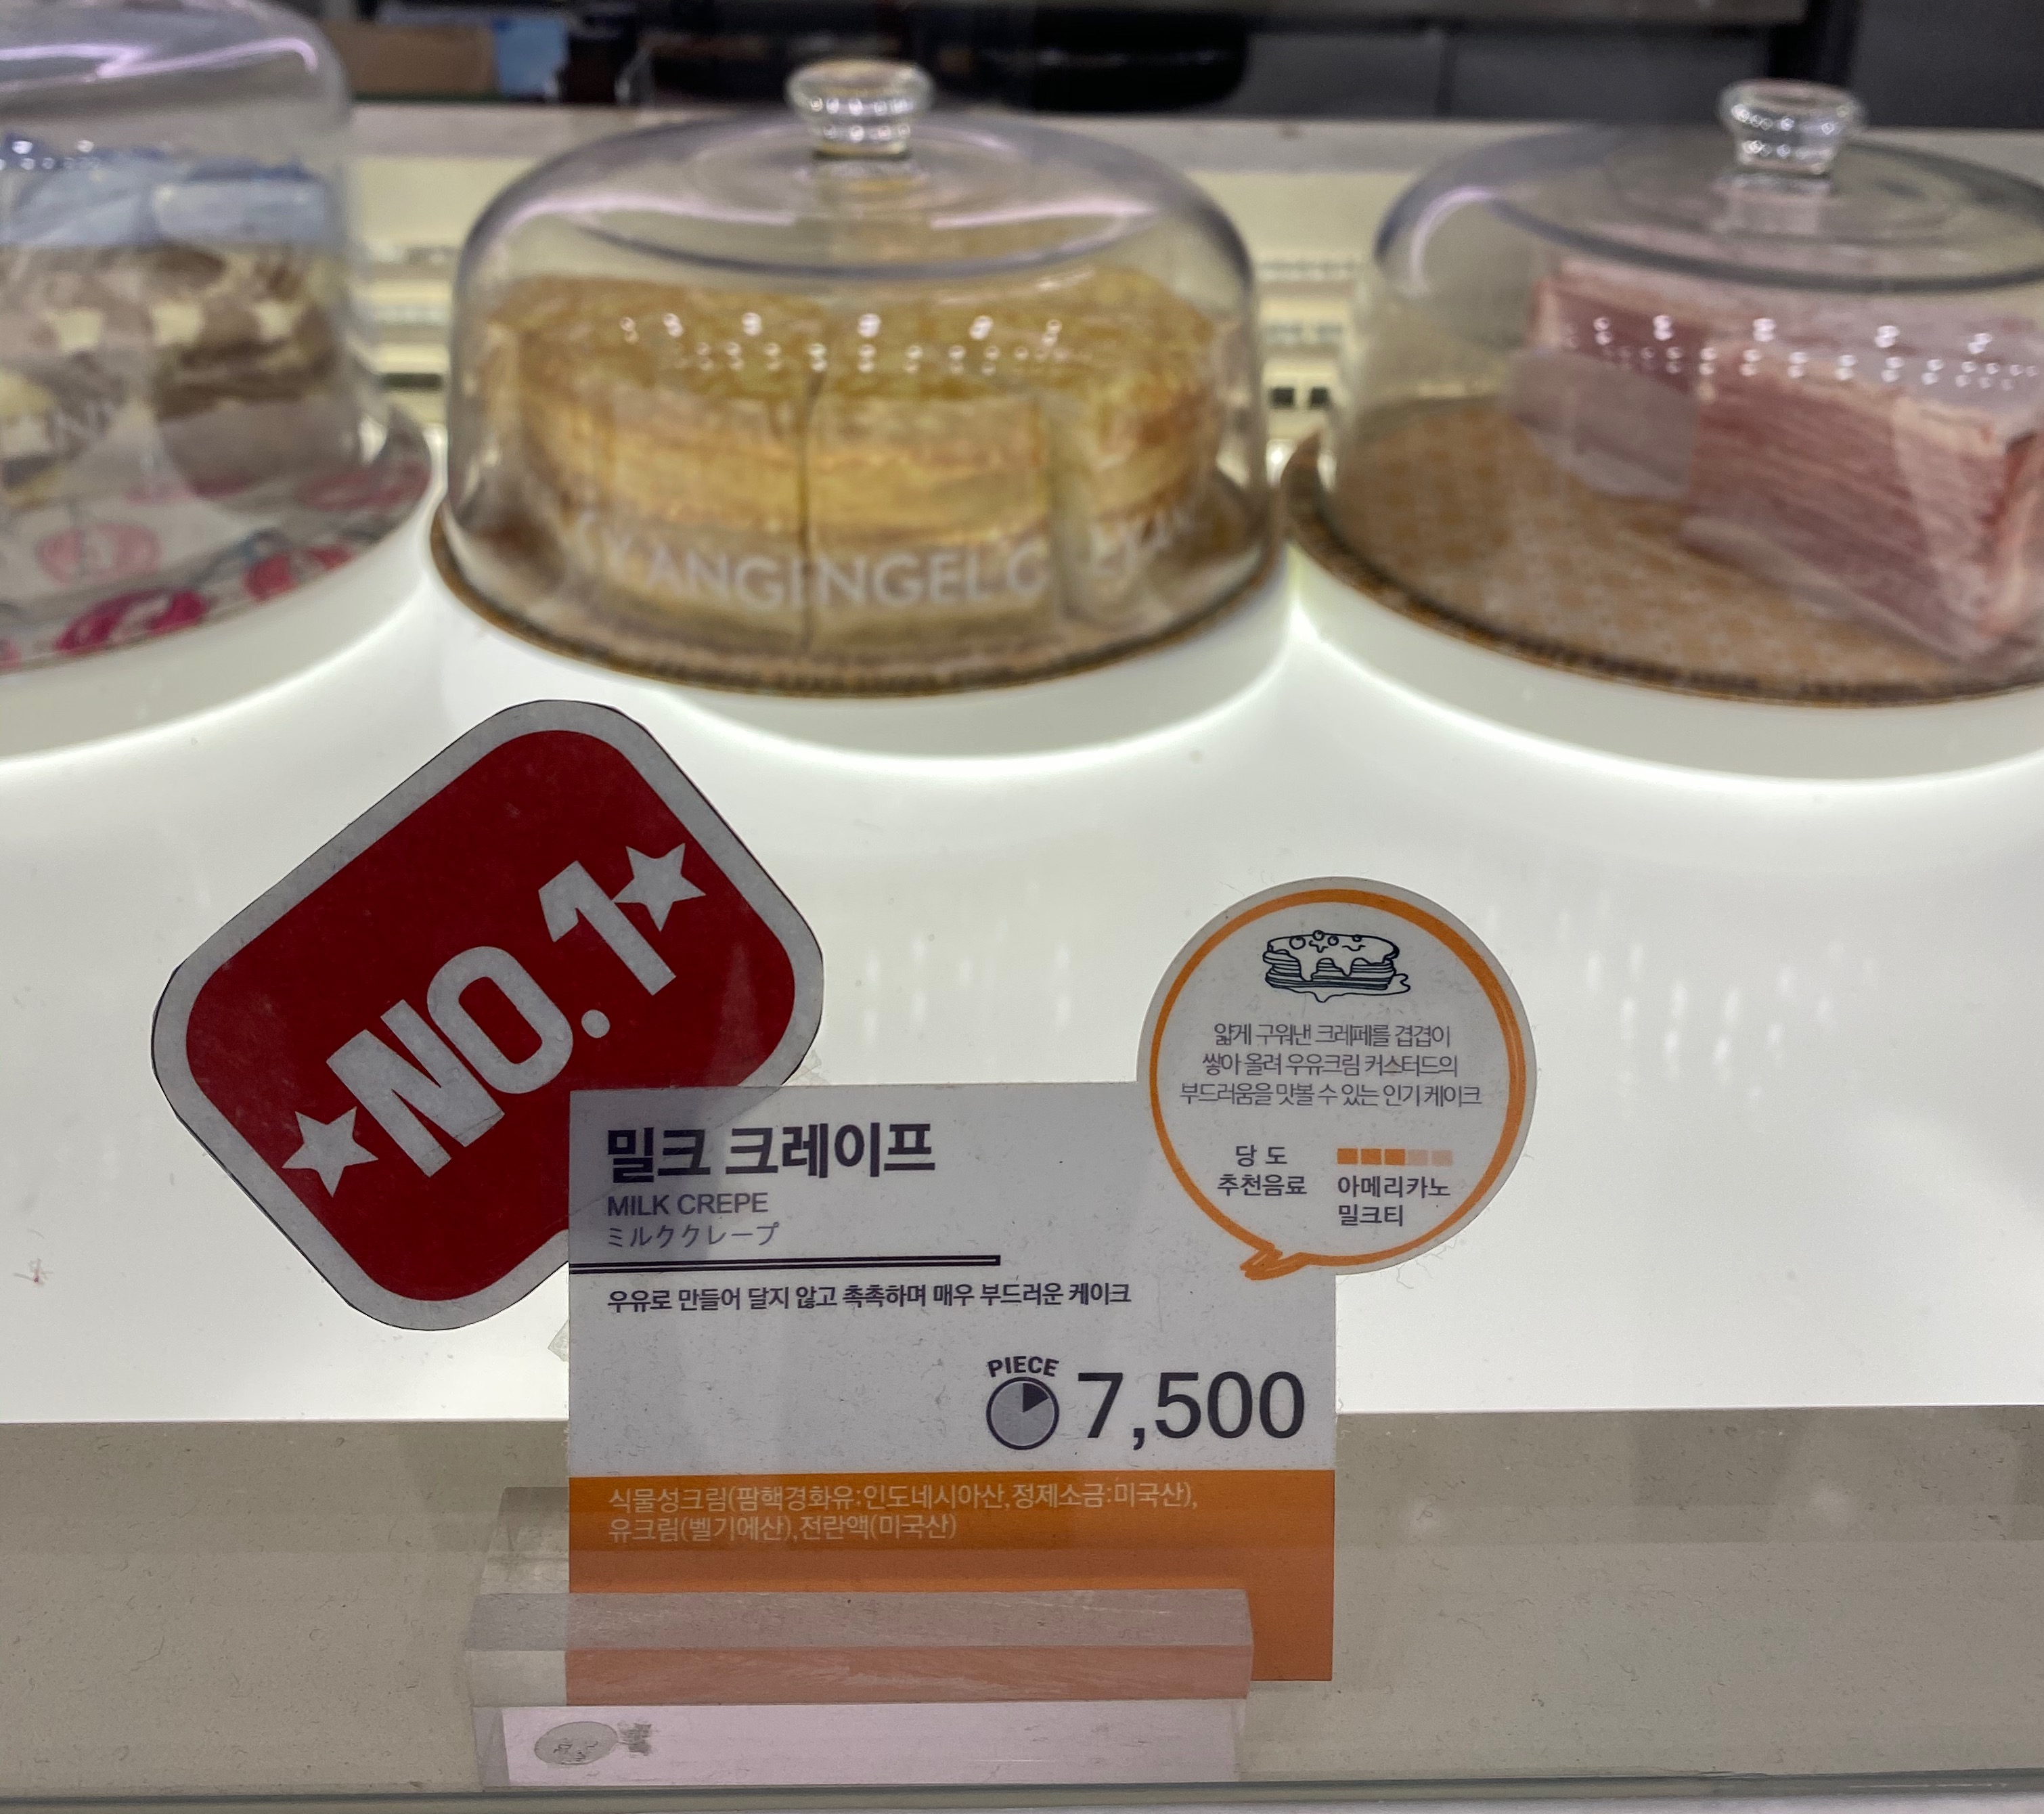 NO.1
얇게 구워낸 크레페를 겹겹이
쌓아 올려 우유크림 커스터드의
부드러움을 맛볼 수 있는 인기 케이크
당도
추천음료 아메리카노
밀크티
밀크 크레이프
MILK CREPE
ミルククレープ
우유로 만들어 달지 않고 촉촉하며 매우 부드러운 케이크
PIECE
7,500
식물성크림(팜핵경화유:인도네시아산,정제소금:미국산),
유크림(벨기에산),전란액(미국산)